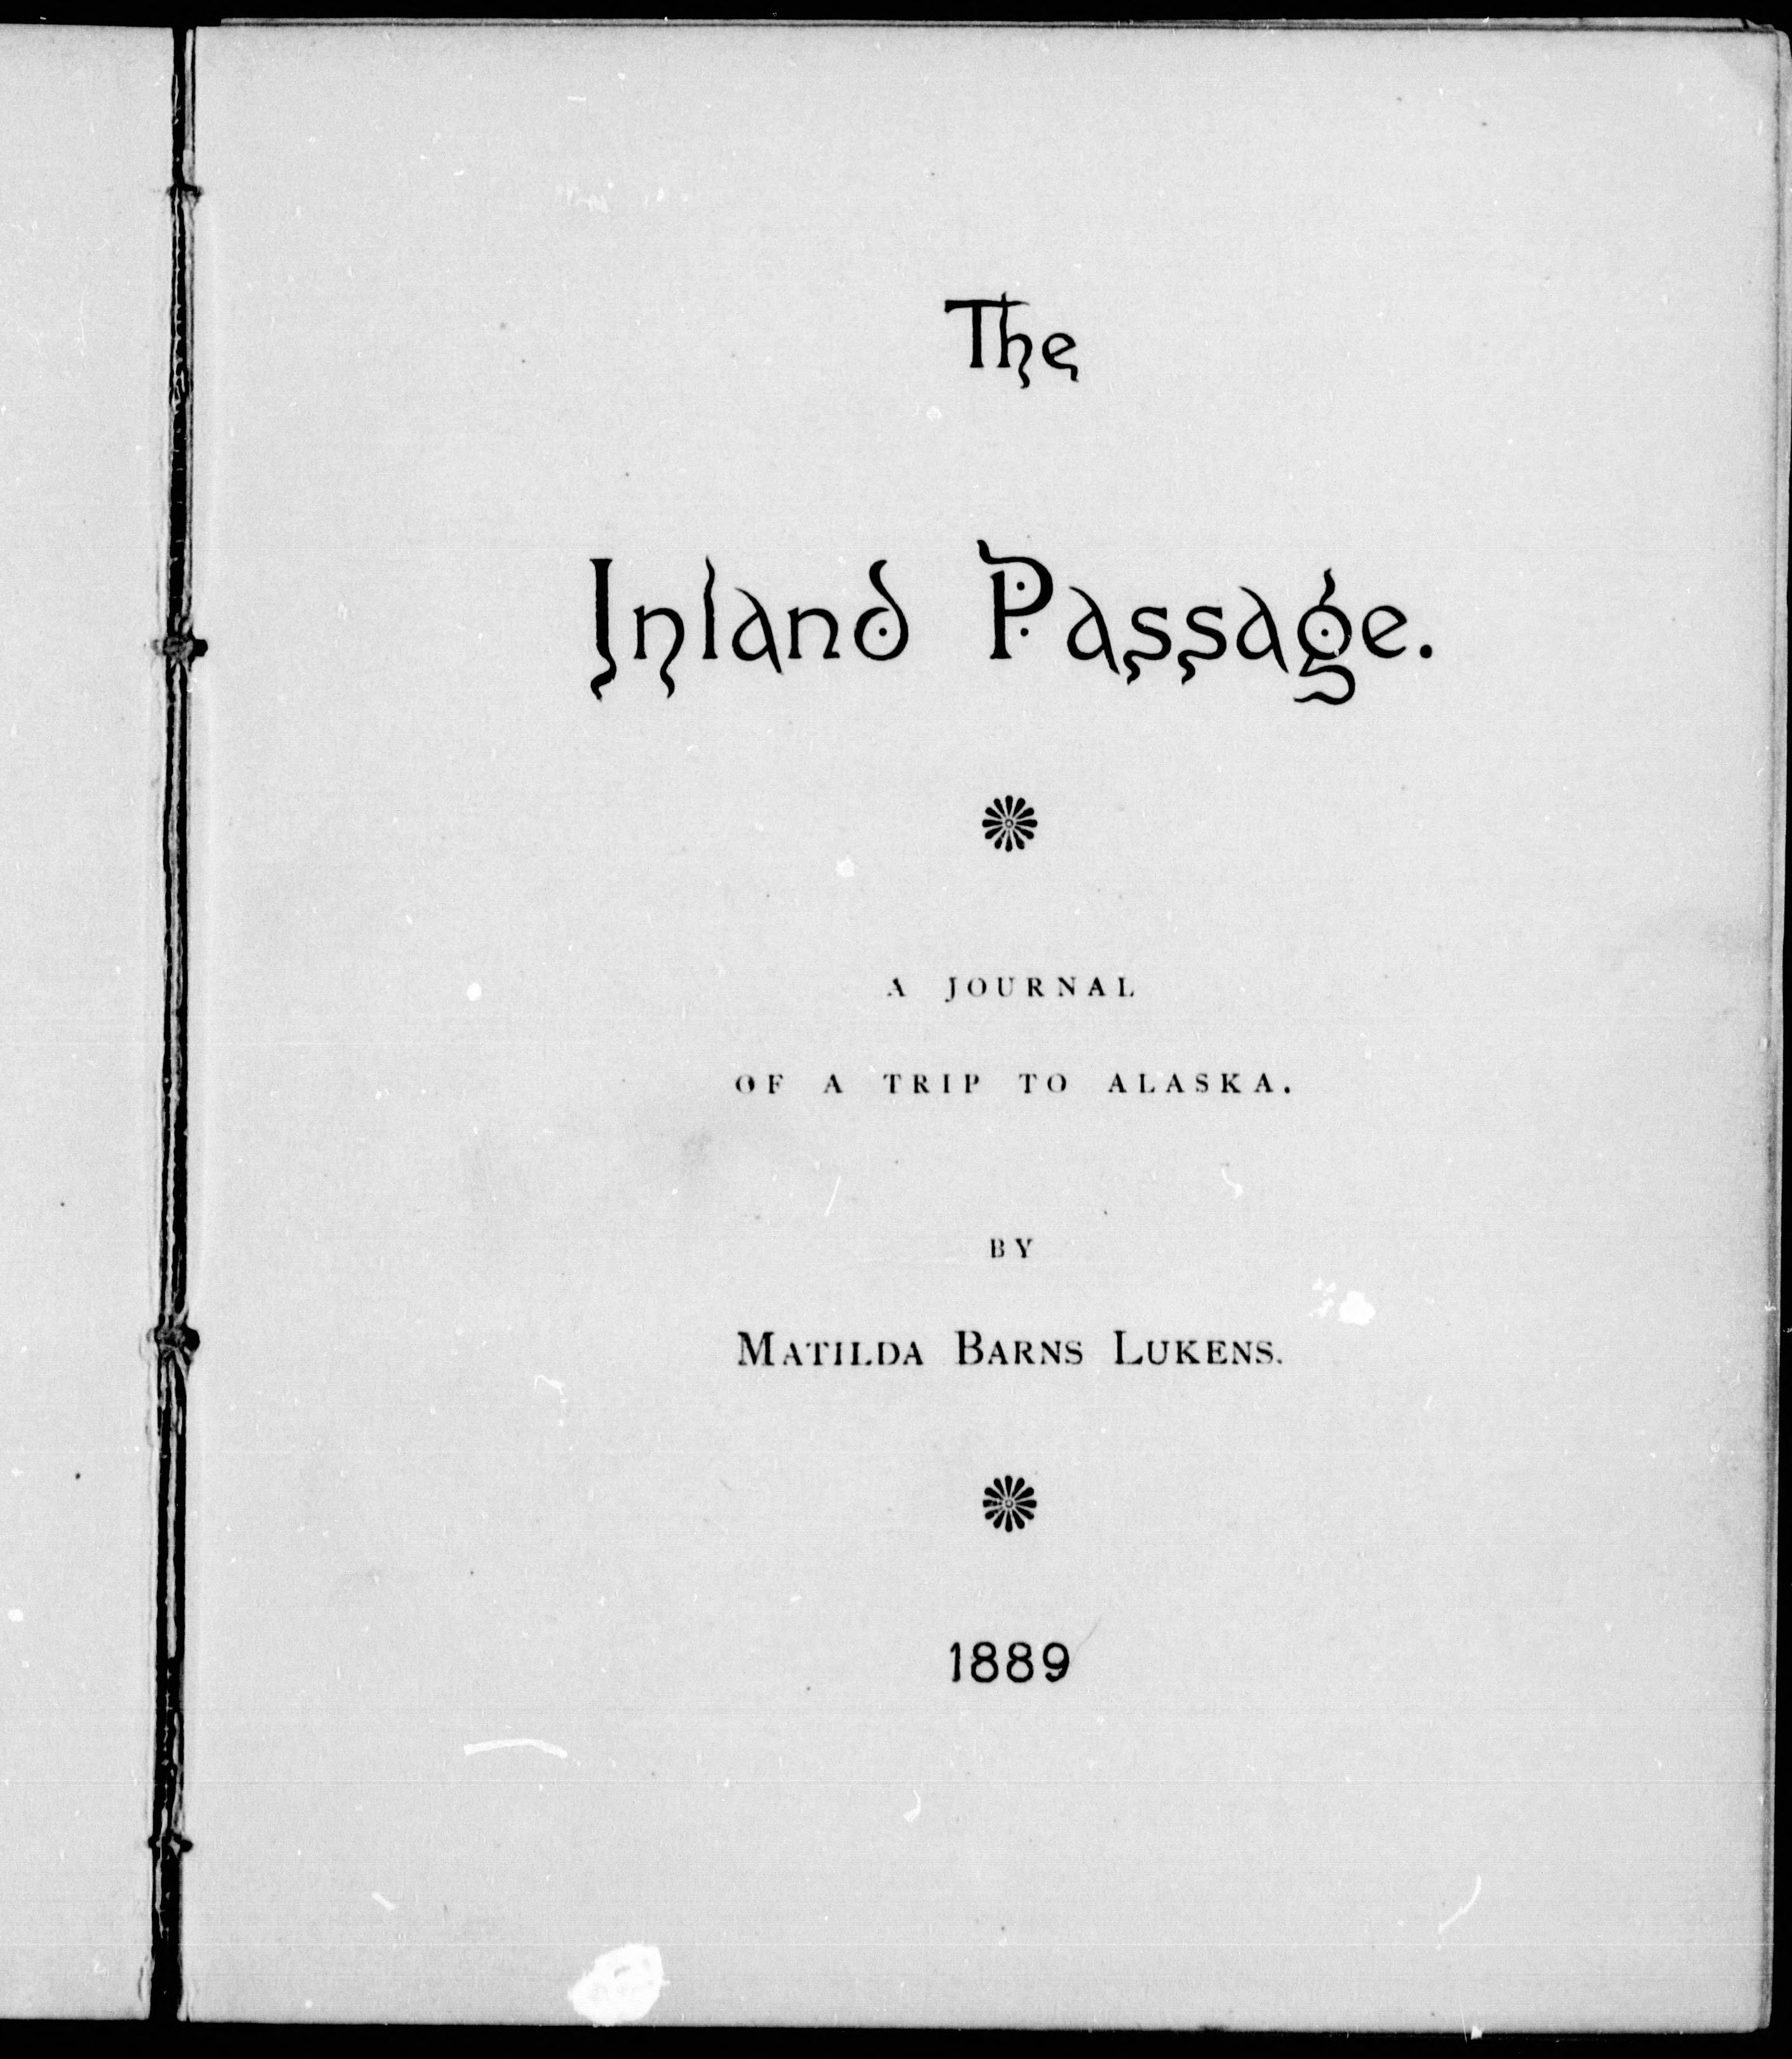 The
Inland Passage.
A JOURNAL
OF A TRIP TO ALASKA.
BY
MATILDA BARNS LUKENS.
1889